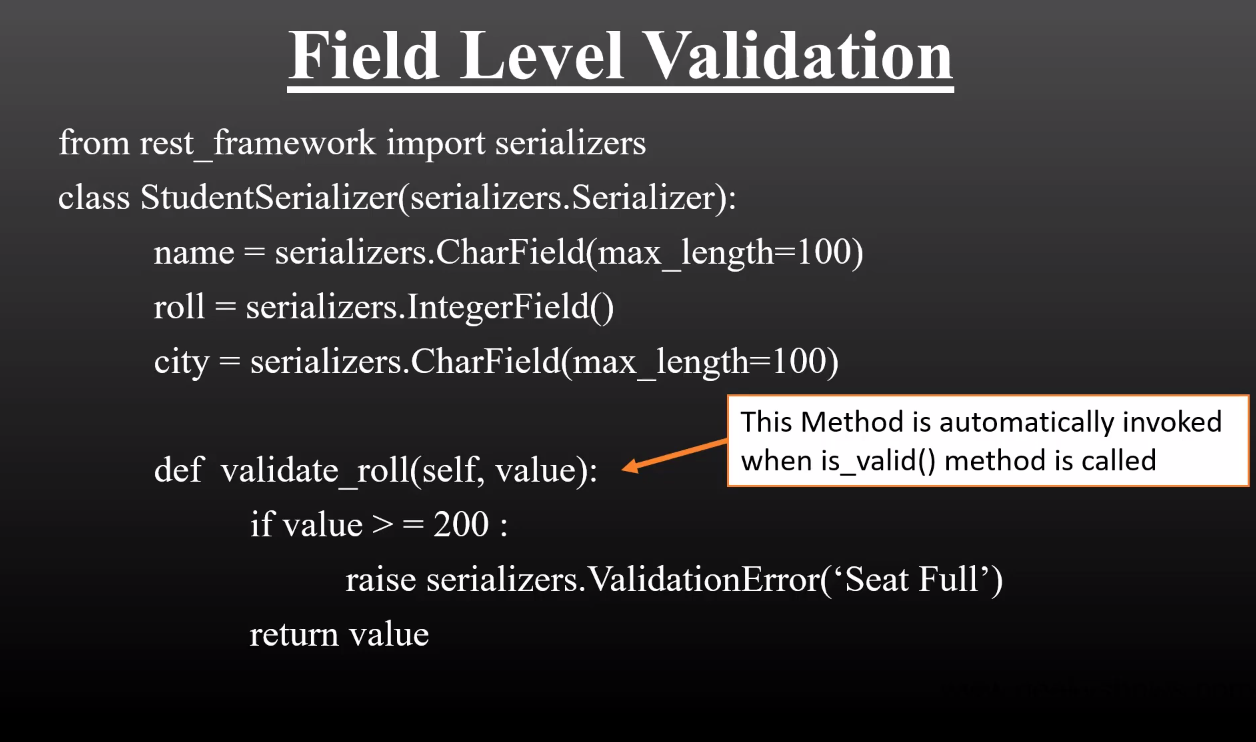 Field Level Validation
from rest_framework import serializers
class StudentSerializer(serializers.Serializer):
name = serializers.CharField(max_length=100)
roll = serializers.IntegerField()
city = serializers.CharField(max_length=100)
This Method is automatically invoked
when is_valid() method is called
def  validate_roll(self, value):
if value > = 200 :
raise serializers.ValidationError(‘Seat Full’)
return value